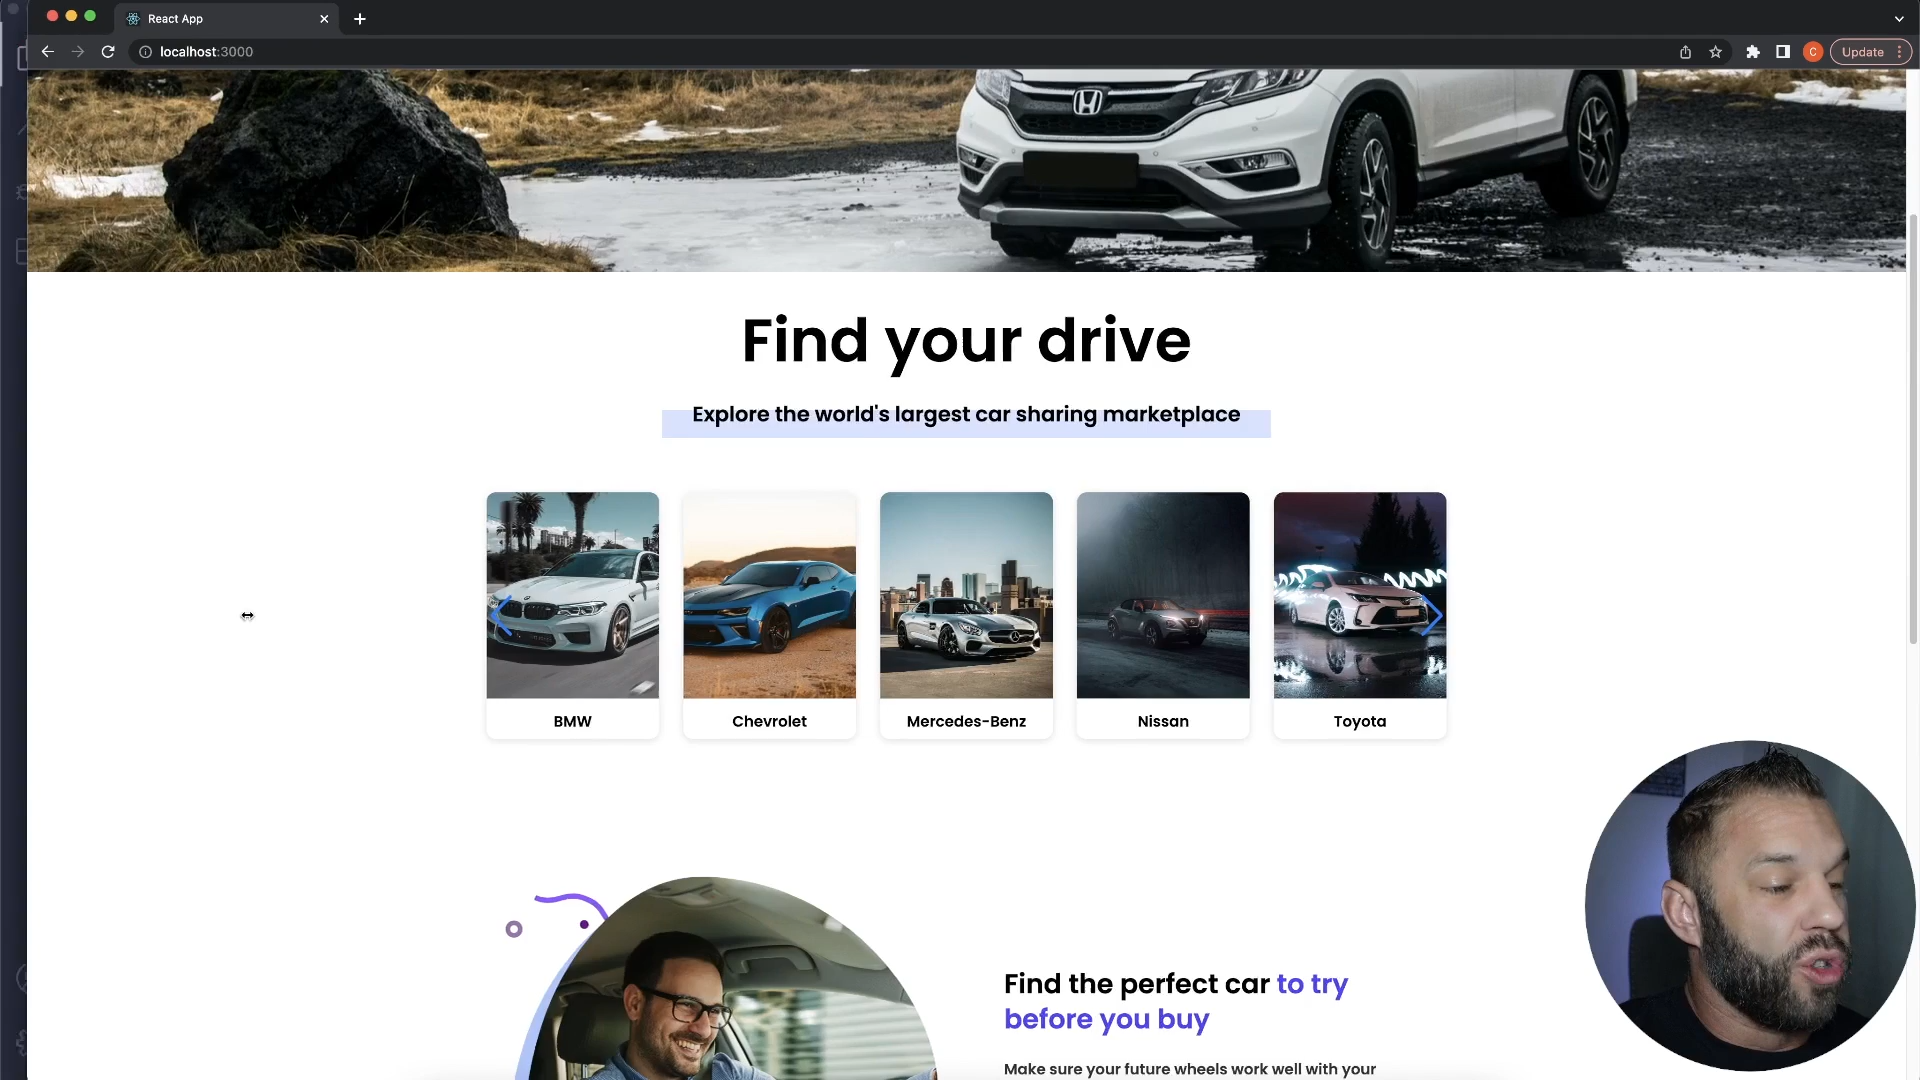 React App
localhost:3000
C
Update
Find your drive
Explore the world's largest car sharing marketplace
BMW
Chevrolet
Mercedes-Benz
Nissan
Toyota
Find the perfect car to try
before you buy
Make sure your future wheels work well with your